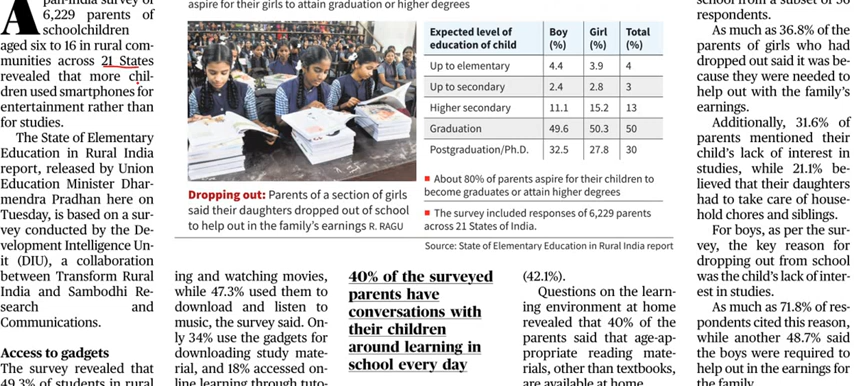 aspire for their girls to attain graduation or higher degrees
A pan-India survey of
6,229 parents of
schoolchildren
aged six to 16 in rural com-
munities across 21 States
revealed that more chil-
dren used smartphones for
entertainment rather than
for studies.
The State of Elementary
Education in Rural India
report, released by Union
Education Minister Dhar-
mendra Pradhan here on
Tuesday, is based on a sur-
vey conducted by the De-
velopment Intelligence Un-
it (DIU), a collaboration
between Transform Rural
India and Sambodhi Re-
search and
Communications.
Access to gadgets
The survey revealed that
49.3% of students in rural
Dropping out: Parents of a section of girls
said their daughters dropped out of school
to help out in the family's earnings R. RAGU
Expected level of education of child Boy (%) Girl (%) Total (%)
Up to elementary 4.4 3.9 4
Up to secondary 2.4 2.8 3
Higher secondary 11.1 15.2 13
Graduation 49.6 50.3 50
Postgraduation/Ph.D. 32.5 27.8 30
■ About 80% of parents aspire for their children to
become graduates or attain higher degrees
■ The survey included responses of 6,229 parents
across 21 States of India.
Source: State of Elementary Education in Rural India report
ing and watching movies,
while 47.3% used them to
download and listen to
music, the survey said. On-
ly 34% use the gadgets for
downloading study mate-
rial, and 18% accessed on-
line learning through tuto-
40% of the surveyed
parents have
conversations with
their children
around learning in
school every day
(42.1%).
Questions on the learn-
ing environment at home
revealed that 40% of the
parents said that age-ap-
propriate reading mate-
rials, other than textbooks,
are available at home
school from a subset of
respondents.
As much as 36.8% of the
parents of girls who had
dropped out said it was be-
cause they were needed to
help out with the family's
earnings.
Additionally, 31.6% of
parents mentioned their
child's lack of interest in
studies, while 21.1% be-
lieved that their daughters
had to take care of house-
hold chores and siblings.
For boys, as per the sur-
vey, the key reason for
dropping out from school
was the child's lack of inter-
est in studies.
As much as 71.8% of res-
pondents cited this reason,
while another 48.7% said
the boys were required to
help out in the earnings for
the family.